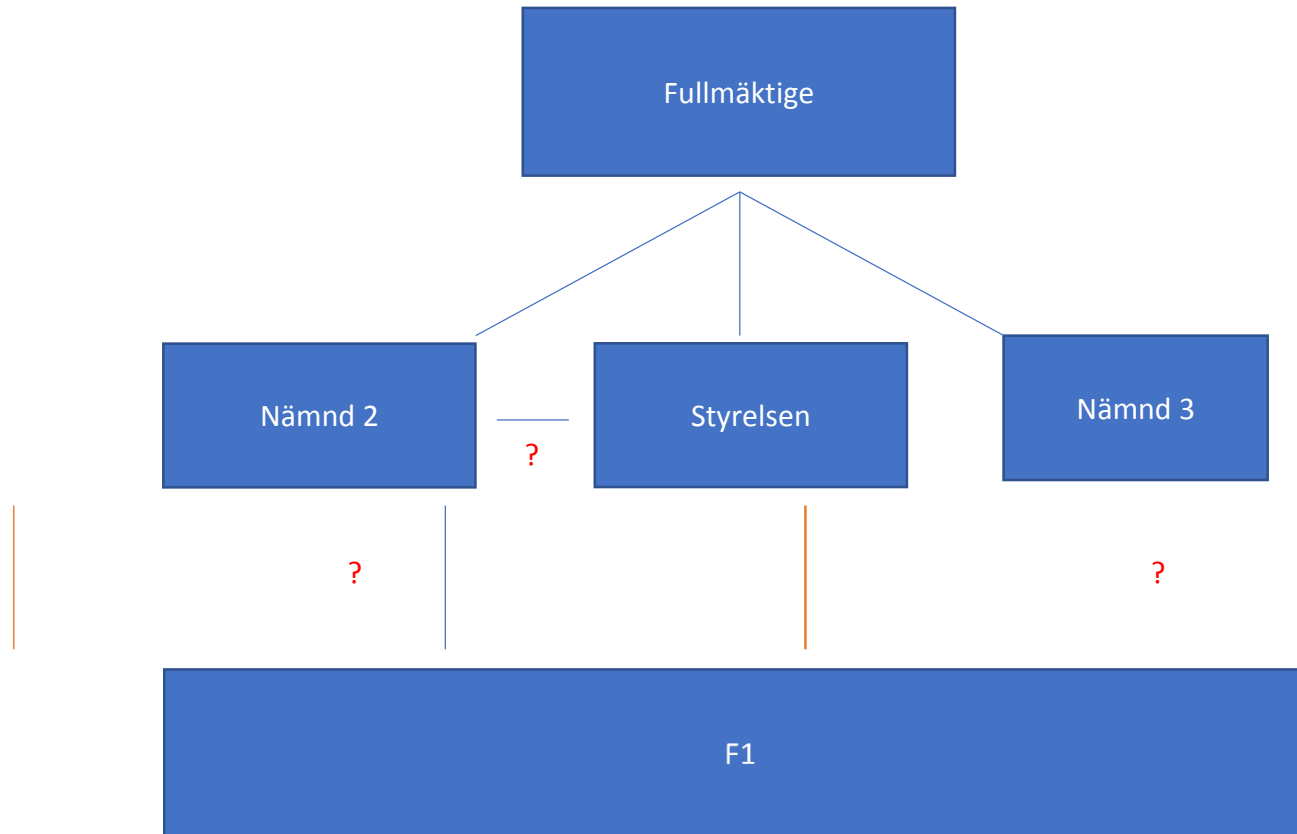 Fullmäktige
Nämnd 2
Styrelsen
Nämnd 3
?
?
?
F1